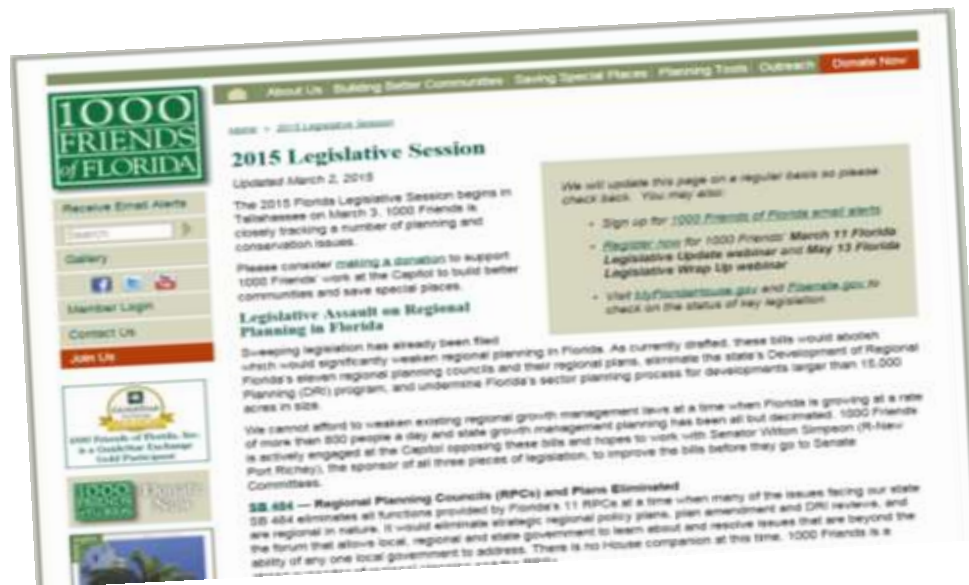 1000
FRIENDS
of FLORIDA
About Us Building Better Communities Saving Special Places Planning Tools Outreach Donate Now
Home > 2015 Legislative Session
2015 Legislative Session
Updated March 2, 2015
The 2015 Florida Legislative Session begins in
Tallahassee on March 3. 1000 Friends is
closely tracking a number of planning and
conservation issues.
Please consider making a donation to support
1000 Friends' work at the Capitol to build better
communities and save special places.
We will update this page on a regular basis so please
check back. You may also:
• Sign up for 1000 Friends of Florida email alerts
• Register now for 1000 Friends' March 11 Florida
Legislative Update webinar and May 13 Florida
Legislative Wrap Up webinar
• Visit MyFloridaHouse.gov and Flsenate.gov to
check on the status of key legislation
Receive Email Alerts
Search
Gallery
Member Login
Contact Us
Join Us
GuideStar
1000 Friends of Florida, Inc.
is a GuideStar Exchange
Gold Participant
1000
FRIENDS
of FLORIDA
Donate
Now
Legislative Assault on Regional
Planning in Florida
Sweeping legislation has already been filed
which would significantly weaken regional planning in Florida. As currently drafted, these bills would abolish
Florida's eleven regional planning councils and their regional plans, eliminate the state's Development of Regional
Planning (DRI) program, and undermine Florida's sector planning process for developments larger than 15,000
acres in size.
We cannot afford to weaken existing regional growth management laws at a time when Florida is growing at a rate
of more than 800 people a day and state growth management planning has been all but decimated. 1000 Friends
is actively engaged at the Capitol opposing these bills and hopes to work with Senator Wilton Simpson (R-New
Port Richey), the sponsor of all three pieces of legislation, to improve the bills before they go to Senate
Committees.
SB 484 — Regional Planning Councils (RPCs) and Plans Eliminated
SB 484 eliminates all functions provided by Florida's 11 RPCs at a time when many of the issues facing our state
are regional in nature. It would eliminate strategic regional policy plans, plan amendment and DRI reviews, and
the forum that allows local, regional and state government to learn about and resolve issues that are beyond the
ability of any one local government to address. There is no House companion at this time. 1000 Friends is a